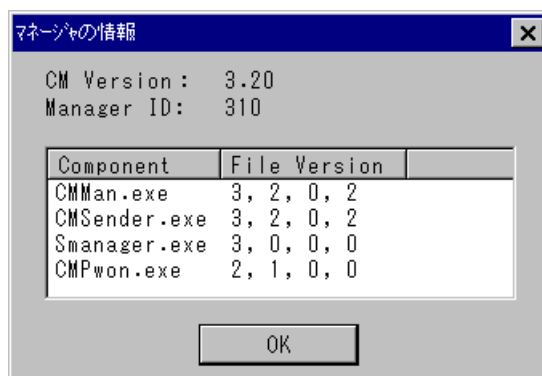 ﾏﾈｰｼﾞｬの情報
CM Version: 3.20
Manager ID: 310
Component File Version
CMMan.exe 3, 2, 0, 2
CMSender.exe 3, 2, 0, 2
Smanager.exe 3, 0, 0, 0
CMPwon.exe 2, 1, 0, 0
OK